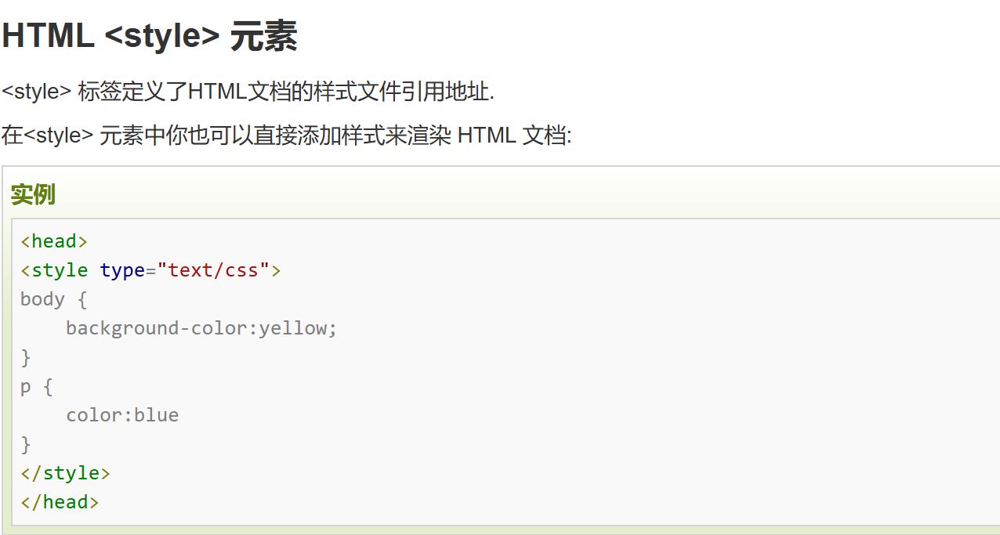 HTML <style> 元素
<style> 标签定义了HTML文档的样式文件引用地址.
在<style> 元素中你也可以直接添加样式来渲染 HTML 文档:
实例
<head>
<style type="text/css">
body {
    background-color:yellow;
}
p {
    color:blue
}
</style>
</head>